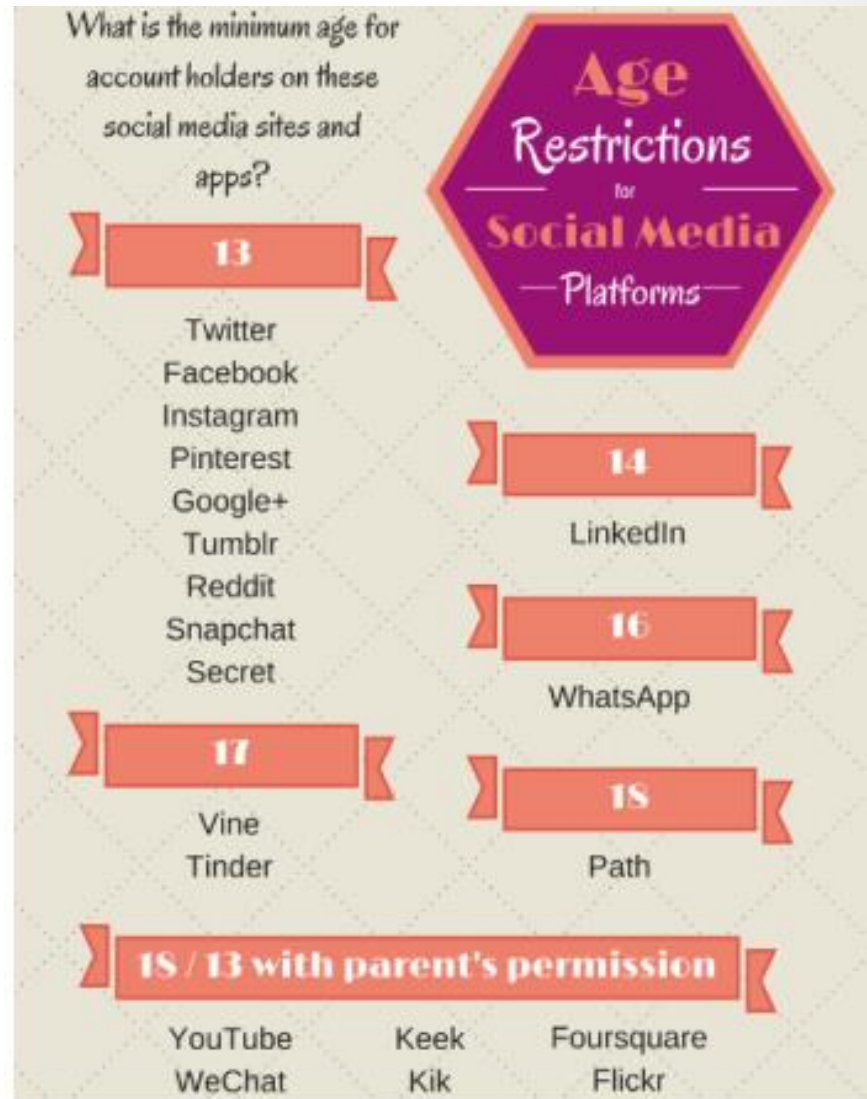 What is the minimum age for
account holders on these
social media sites and
apps?
Age
Restrictions
for
Social Media
Platforms
13
Twitter
Facebook
Instagram
Pinterest
Google+
Tumblr
Reddit
Snapchat
Secret
14
LinkedIn
16
WhatsApp
17
Vine
Tinder
18
Path
18 / 13 with parent's permission
YouTube Keek Foursquare
WeChat Kik Flickr